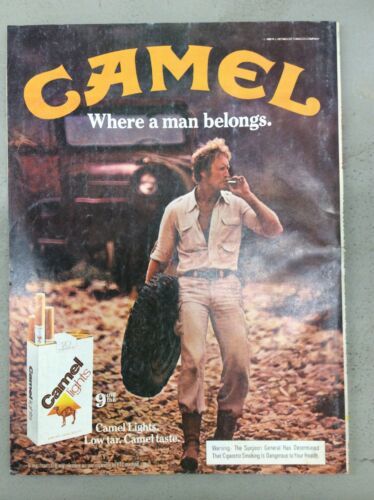 CAMEL
Where a man belongs.
Camel
lights
Camel Lights.
Low tar. Camel taste.
9
Warning: The Surgeon General Has Determined
That Cigarette Smoking Is Dangerous to Your Health.